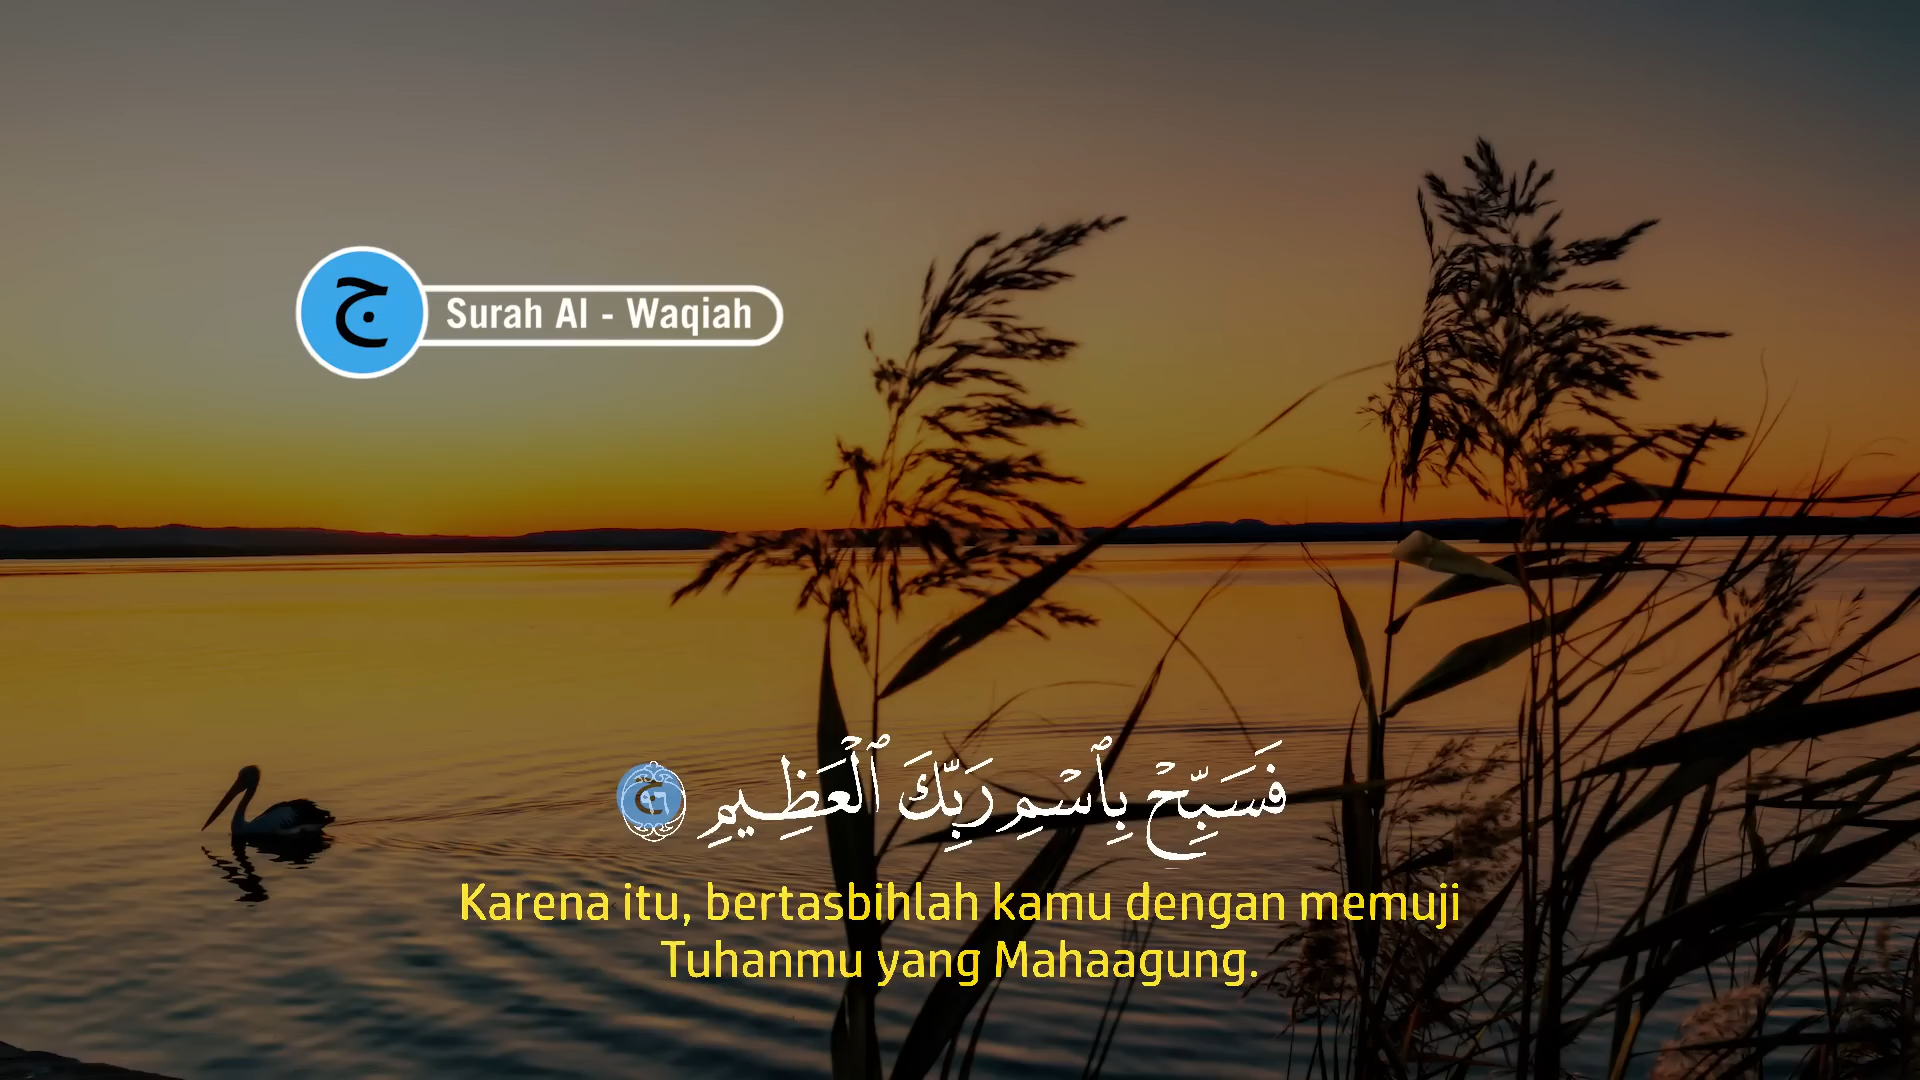 ج
Surah Al - Waqiah
فَسَبِّحْ بِٱسْمِ رَبِّكَ ٱلْعَظِيمِ ٩٦
Karena itu, bertasbihlah kamu dengan memuji
Tuhanmu yang Mahaagung.